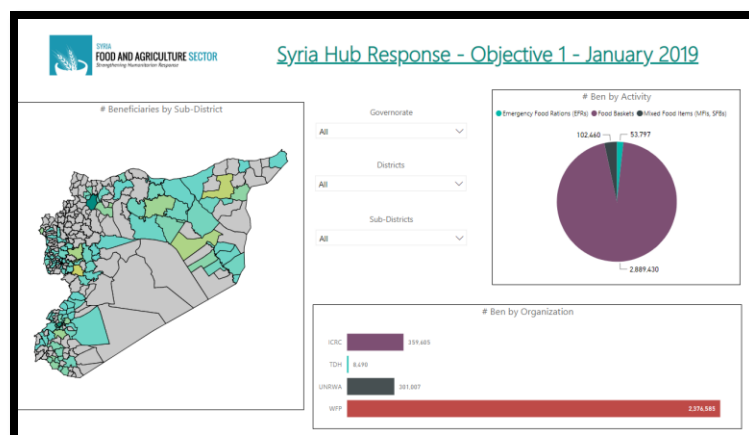 SYRIA
FOOD AND AGRICULTURE SECTOR
Strengthening Humanitarian Response
Syria Hub Response - Objective 1 - January 2019
# Beneficiaries by Sub-District
Governorate
All
Districts
All
Sub-Districts
All
# Ben by Activity
Emergency Food Rations (EFRs) Food Baskets Mixed Food Items (MFIs, SFBs)
102,460
53,797
2,889,430
# Ben by Organization
ICRC 359,605
TDH 8,490
UNRWA 301,007
WFP 2,376,585